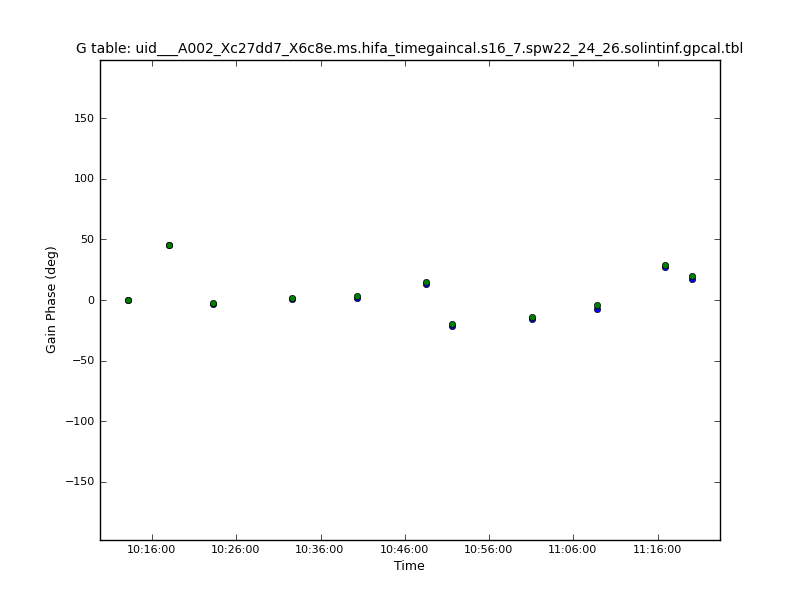 G table: uid___A002_Xc27dd7_X6c8e.ms.hifa_timegaincal.s16_7.spw22_24_26.solintinf.gpcal.tbl
150
100
50
0
−50
−100
−150
Gain Phase (deg)
10:16:00 10:26:00 10:36:00 10:46:00 10:56:00 11:06:00 11:16:00
Time